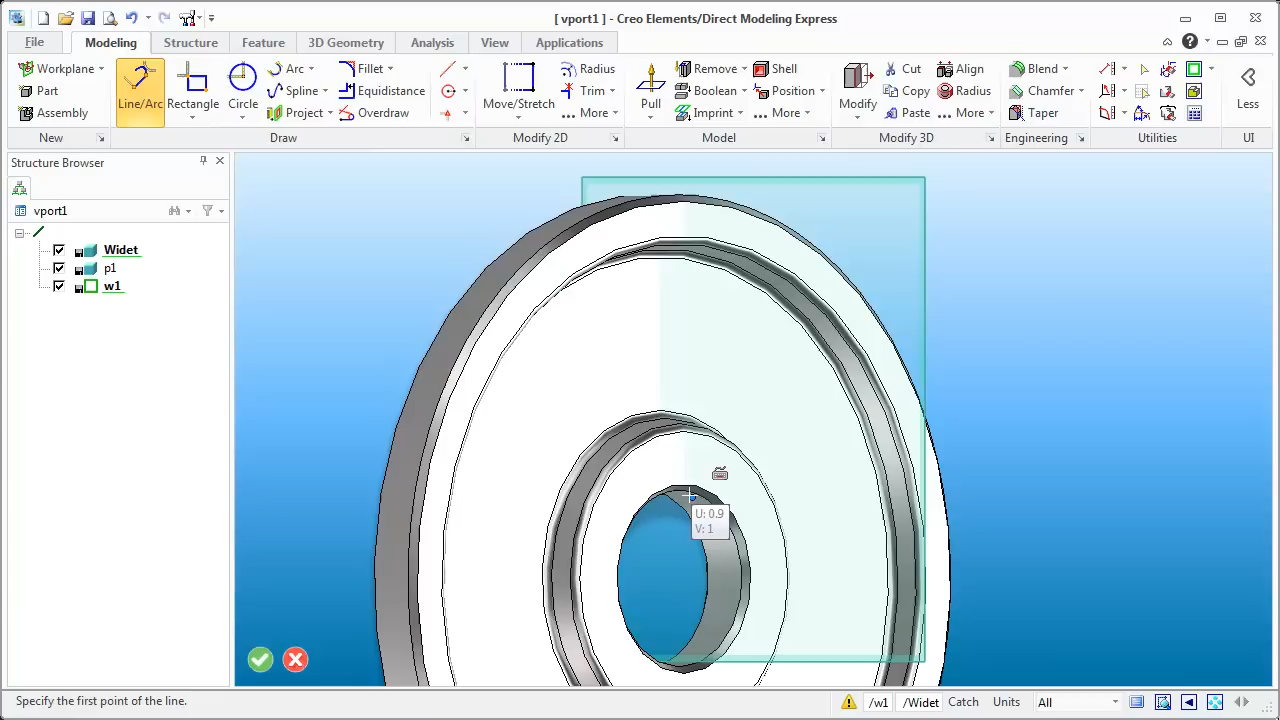 [ vport1 ] - Creo Elements/Direct Modeling Express
File Modeling Structure Feature 3D Geometry Analysis View Applications
Workplane Line/Arc Rectangle Circle Arc Fillet Move/Stretch Radius Pull Remove Shell Modify Cut Align Blend Less
Part Spline Equidistance Trim Boolean Position Copy Radius Chamfer
Assembly Project Overdraw ... More Imprint ... More Paste ... More Taper
New Draw Modify 2D Model Modify 3D Engineering Utilities UI
Structure Browser
vport1
Widet
p1
w1
U: 0.9
V: 1
Specify the first point of the line. /w1 /Widet Catch Units All